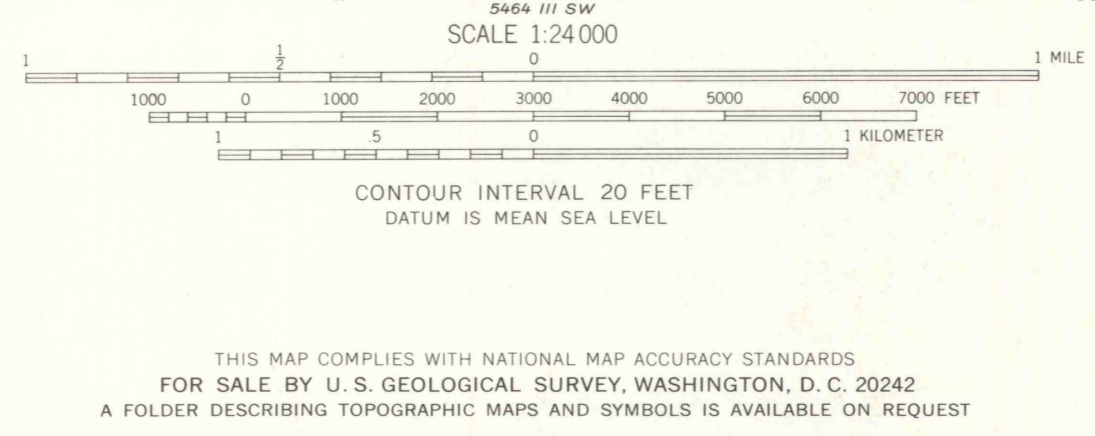 5464 III SW
SCALE 1:24 000
1 1/2 0 1 MILE
1000 0 1000 2000 3000 4000 5000 6000 7000 FEET
1 .5 0 1 KILOMETER
CONTOUR INTERVAL 20 FEET
DATUM IS MEAN SEA LEVEL
THIS MAP COMPLIES WITH NATIONAL MAP ACCURACY STANDARDS
FOR SALE BY U. S. GEOLOGICAL SURVEY, WASHINGTON, D. C. 20242
A FOLDER DESCRIBING TOPOGRAPHIC MAPS AND SYMBOLS IS AVAILABLE ON REQUEST